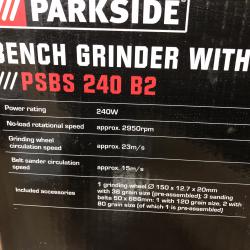 PARKSIDE®
BENCH GRINDER WITH
/// PSBS 240 B2
Power rating 240W
No-load rotational speed approx. 2950rpm
Grinding wheel circulation speed approx. 23m/s
Belt sander circulation speed approx. 15m/s
Included accessories 1 grinding wheel Ø 150 x 12.7 x 20mm
with 36 grain size (pre-assembled), 3 sanding
belts 50 x 686mm: 1 with 120 grain size, 2 with
80 grain size (of which 1 is pre-assembled)